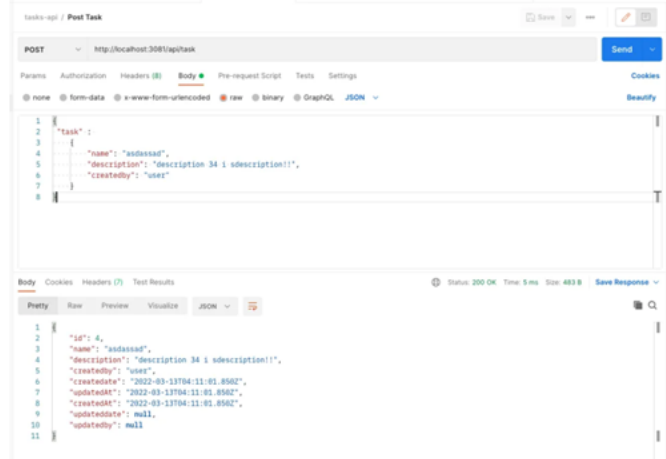 tasks-api / Post Task
Save
POST http://localhost:3081/api/task Send
Params Authorization Headers (8) Body Pre-request Script Tests Settings Cookies
none form-data x-www-form-urlencoded raw binary GraphQL JSON Beautify
1 {
2 "task" :
3 {
4 "name": "asdassad",
5 "description": "description 34 i sdescription!!",
6 "createdby": "user"
7 }
8 }
Body Cookies Headers (7) Test Results Status: 200 OK Time: 5 ms Size: 483 B Save Response
Pretty Raw Preview Visualize JSON
1 {
2 "id": 4,
3 "name": "asdassad",
4 "description": "description 34 i sdescription!!",
5 "createdby": "user",
6 "createdate": "2022-03-13T04:11:01.850Z",
7 "updatedAt": "2022-03-13T04:11:01.850Z",
8 "createdAt": "2022-03-13T04:11:01.850Z",
9 "updateddate": null,
10 "updatedby": null
11 }